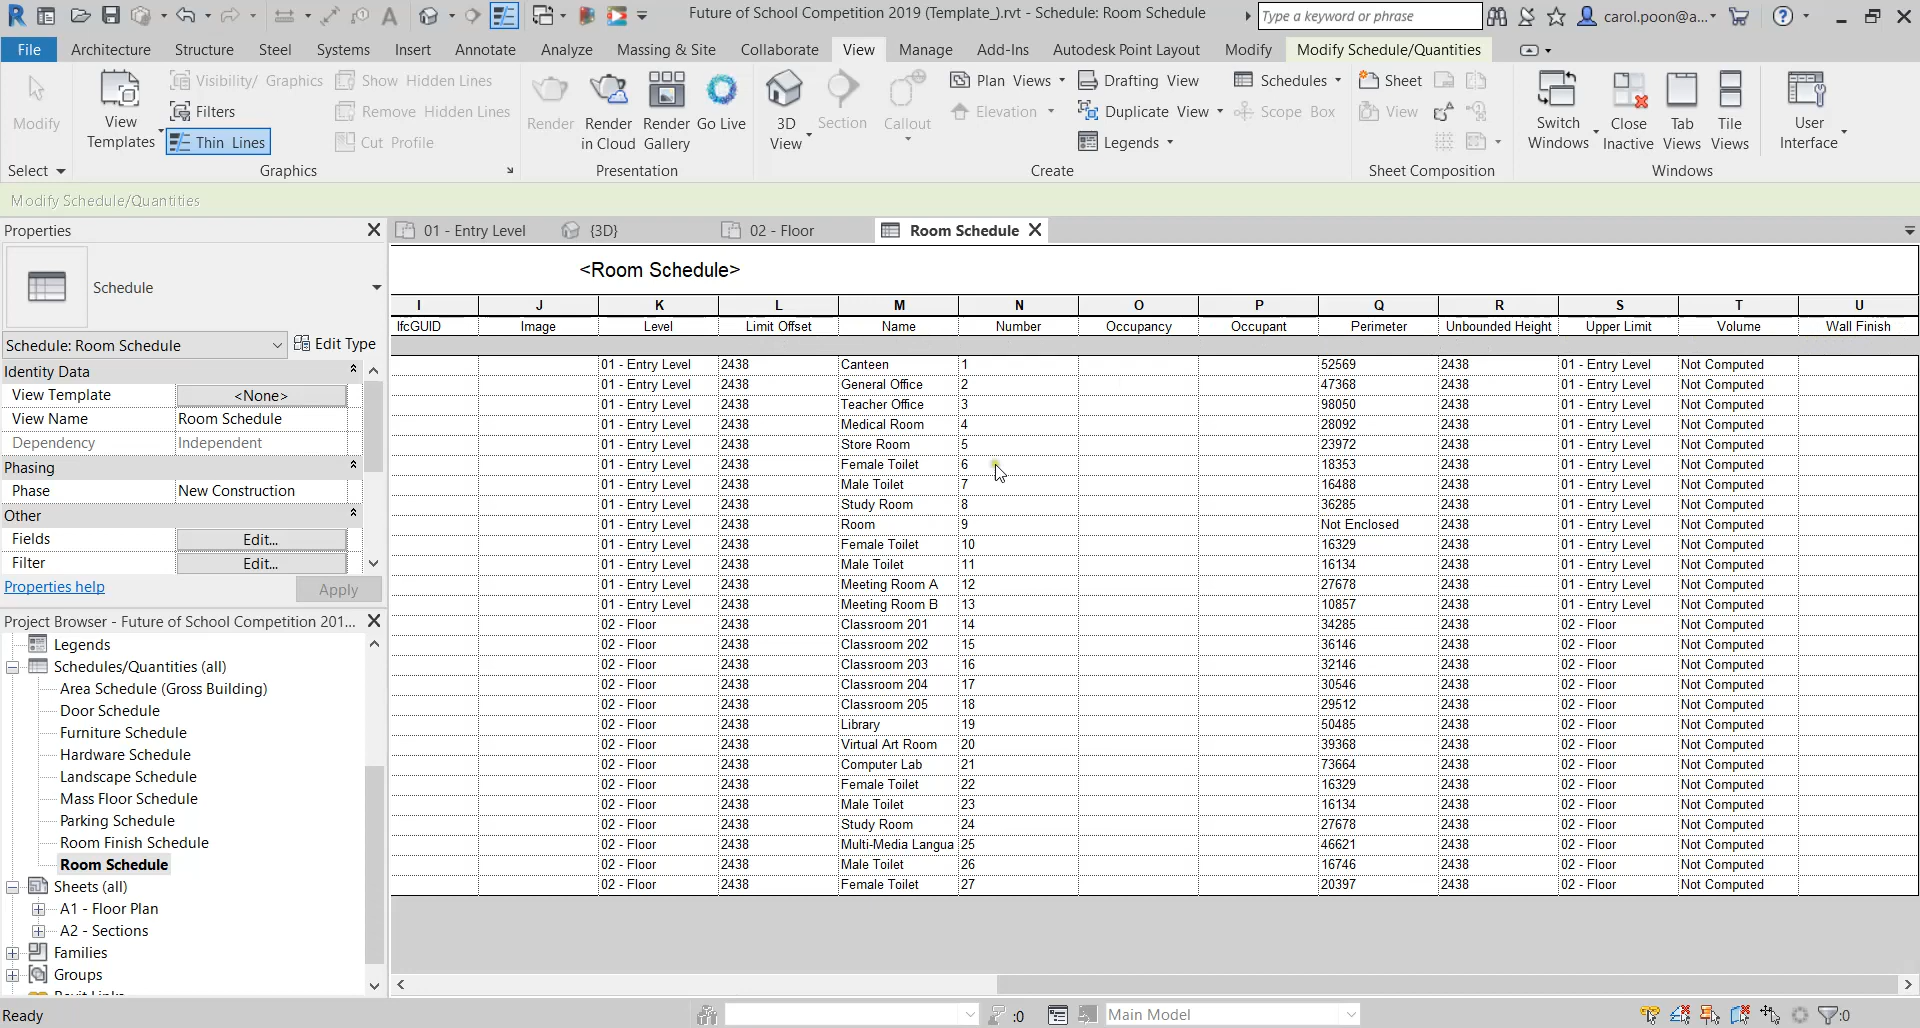 Future of School Competition 2019 (Template_).rvt - Schedule: Room Schedule
Type a keyword or phrase
carol.poon@a...
File Architecture Structure Steel Systems Insert Annotate Analyze Massing & Site Collaborate View Manage Add-Ins Autodesk Point Layout Modify Modify Schedule/Quantities
Modify
View Templates
Visibility/ Graphics
Filters
Thin Lines
Show Hidden Lines
Remove Hidden Lines
Cut Profile
Render
Render in Cloud
Render Gallery
Go Live
3D View
Section
Callout
Plan Views
Elevation
Drafting View
Duplicate View
Legends
Schedules
Scope Box
Sheet
View
Switch Windows
Close Inactive
Tab Views
Tile Views
User Interface
Select Graphics Presentation Create Sheet Composition Windows
Modify Schedule/Quantities
Properties
Schedule
Schedule: Room Schedule
Edit Type
Identity Data
View Template <None>
View Name Room Schedule
Dependency Independent
Phasing
Phase New Construction
Other
Fields Edit...
Filter Edit...
Properties help Apply
Project Browser - Future of School Competition 201...
Legends
Schedules/Quantities (all)
Area Schedule (Gross Building)
Door Schedule
Furniture Schedule
Hardware Schedule
Landscape Schedule
Mass Floor Schedule
Parking Schedule
Room Finish Schedule
Room Schedule
Sheets (all)
A1 - Floor Plan
A2 - Sections
Families
Groups
01 - Entry Level {3D} 02 - Floor Room Schedule
<Room Schedule>
I J K L M N O P Q R S T U
IfcGUID Image Level Limit Offset Name Number Occupancy Occupant Perimeter Unbounded Height Upper Limit Volume Wall Finish
01 - Entry Level 2438 Canteen 1 52569 2438 01 - Entry Level Not Computed
01 - Entry Level 2438 General Office 2 47368 2438 01 - Entry Level Not Computed
01 - Entry Level 2438 Teacher Office 3 98050 2438 01 - Entry Level Not Computed
01 - Entry Level 2438 Medical Room 4 28092 2438 01 - Entry Level Not Computed
01 - Entry Level 2438 Store Room 5 23972 2438 01 - Entry Level Not Computed
01 - Entry Level 2438 Female Toilet 6 18353 2438 01 - Entry Level Not Computed
01 - Entry Level 2438 Male Toilet 7 16488 2438 01 - Entry Level Not Computed
01 - Entry Level 2438 Study Room 8 36285 2438 01 - Entry Level Not Computed
01 - Entry Level 2438 Room 9 Not Enclosed 2438 01 - Entry Level Not Computed
01 - Entry Level 2438 Female Toilet 10 16329 2438 01 - Entry Level Not Computed
01 - Entry Level 2438 Male Toilet 11 16134 2438 01 - Entry Level Not Computed
01 - Entry Level 2438 Meeting Room A 12 27678 2438 01 - Entry Level Not Computed
01 - Entry Level 2438 Meeting Room B 13 10857 2438 01 - Entry Level Not Computed
02 - Floor 2438 Classroom 201 14 34285 2438 02 - Floor Not Computed
02 - Floor 2438 Classroom 202 15 36146 2438 02 - Floor Not Computed
02 - Floor 2438 Classroom 203 16 32146 2438 02 - Floor Not Computed
02 - Floor 2438 Classroom 204 17 30546 2438 02 - Floor Not Computed
02 - Floor 2438 Classroom 205 18 29512 2438 02 - Floor Not Computed
02 - Floor 2438 Library 19 50485 2438 02 - Floor Not Computed
02 - Floor 2438 Virtual Art Room 20 39368 2438 02 - Floor Not Computed
02 - Floor 2438 Computer Lab 21 73664 2438 02 - Floor Not Computed
02 - Floor 2438 Female Toilet 22 16329 2438 02 - Floor Not Computed
02 - Floor 2438 Male Toilet 23 16134 2438 02 - Floor Not Computed
02 - Floor 2438 Study Room 24 27678 2438 02 - Floor Not Computed
02 - Floor 2438 Multi-Media Langua 25 46621 2438 02 - Floor Not Computed
02 - Floor 2438 Male Toilet 26 16746 2438 02 - Floor Not Computed
02 - Floor 2438 Female Toilet 27 20397 2438 02 - Floor Not Computed
Ready :0 Main Model :0